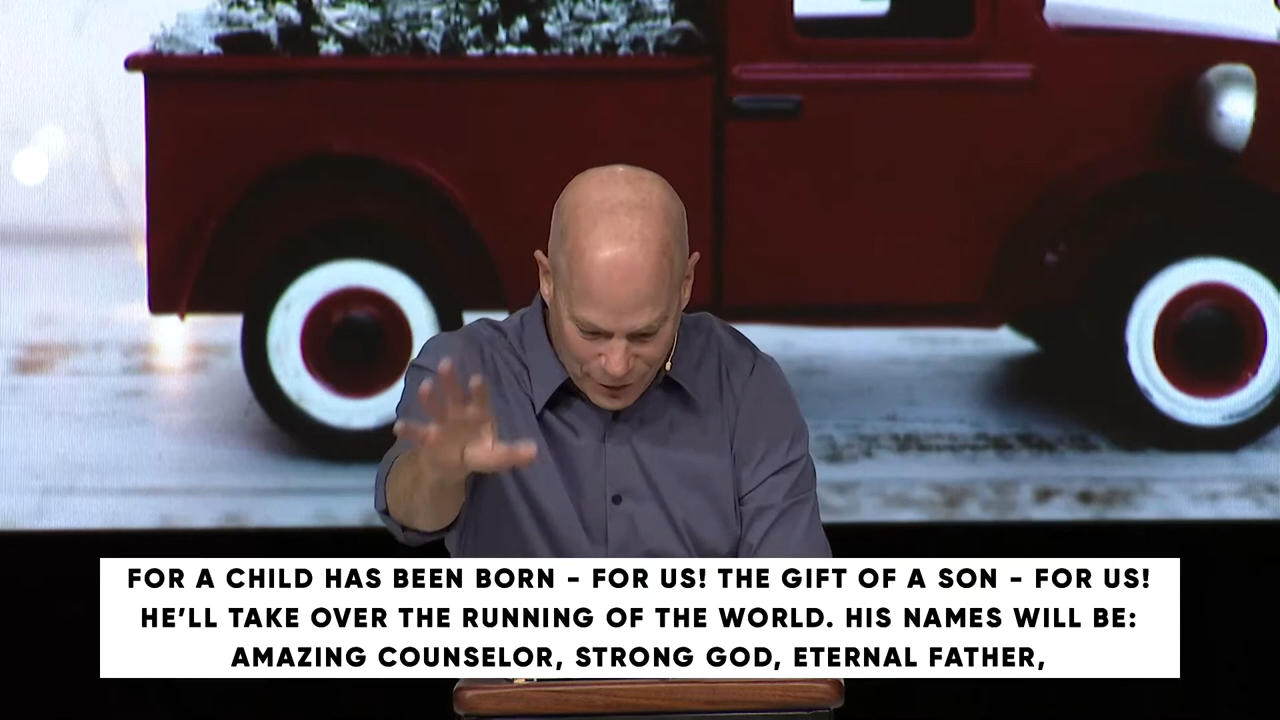 FOR A CHILD HAS BEEN BORN - FOR US! THE GIFT OF A SON - FOR US!
HE’LL TAKE OVER THE RUNNING OF THE WORLD. HIS NAMES WILL BE:
AMAZING COUNSELOR, STRONG GOD, ETERNAL FATHER,